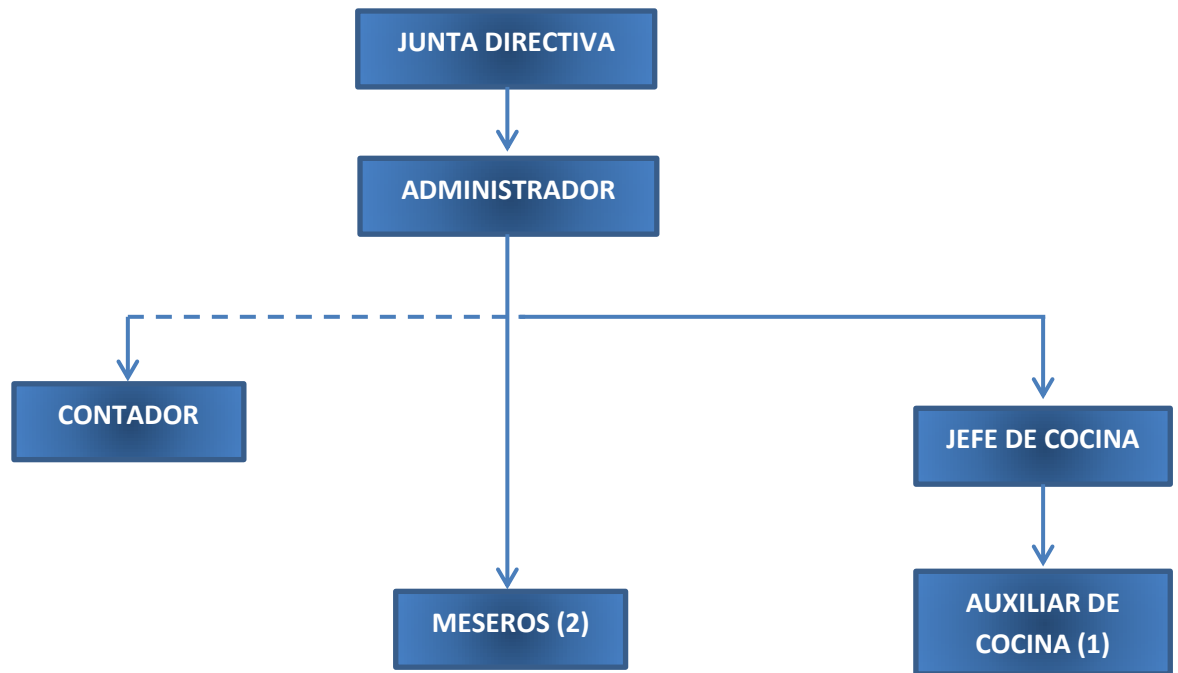 JUNTA DIRECTIVA
ADMINISTRADOR
CONTADOR
JEFE DE COCINA
MESEROS (2)
AUXILIAR DE
COCINA (1)